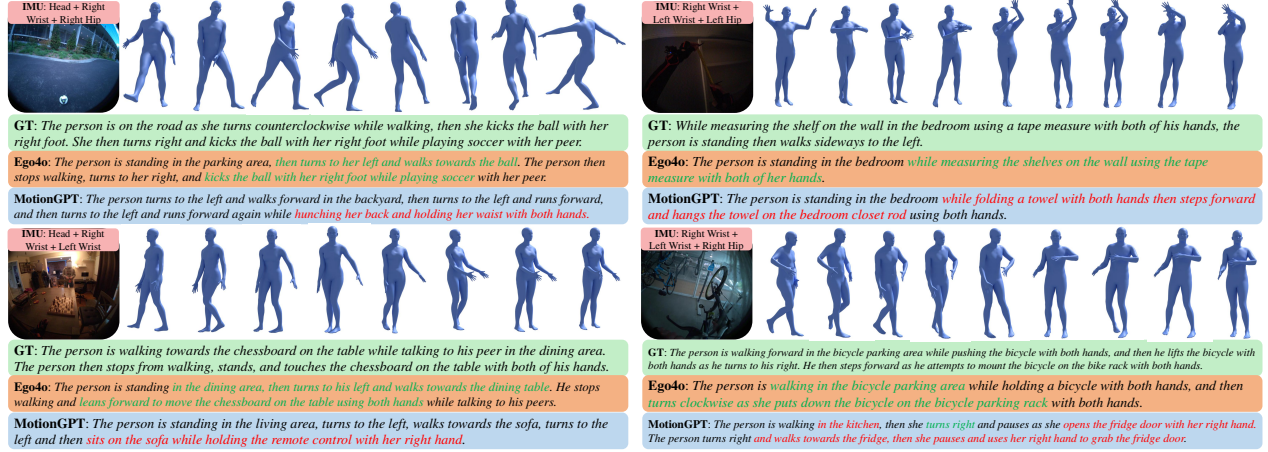 IMU: Head + Right
Wrist + Right Hip
GT: The person is on the road as she turns counterclockwise while walking, then she kicks the ball with her
right foot. She then turns right and kicks the ball with her right foot while playing soccer with her peer.
Ego4o: The person is standing in the parking area, then turns to her left and walks towards the ball. The person then
stops walking, turns to her right, and kicks the ball with her right foot while playing soccer with her peer.
MotionGPT: The person turns to the left and walks forward in the backyard, then turns to the left and runs forward,
and then turns to the left and runs forward again while hunching her back and holding her waist with both hands.
IMU: Right Wrist +
Left Wrist + Left Hip
GT: While measuring the shelf on the wall in the bedroom using a tape measure with both of his hands, the
person is standing then walks sideways to the left.
Ego4o: The person is standing in the bedroom while measuring the shelves on the wall using the tape
measure with both of her hands.
MotionGPT: The person is standing in the bedroom while folding a towel with both hands then steps forward
and hangs the towel on the bedroom closet rod using both hands.
IMU: Head + Right
Wrist + Left Wrist
GT: The person is walking towards the chessboard on the table while talking to his peer in the dining area.
The person then stops from walking, stands, and touches the chessboard on the table with both of his hands.
Ego4o: The person is standing in the dining area, then turns to his left and walks towards the dining table. He stops
walking and leans forward to move the chessboard on the table using both hands while talking to his peers.
MotionGPT: The person is standing in the living area, turns to the left, walks towards the sofa, turns to the
left and then sits on the sofa while holding the remote control with her right hand.
IMU: Right Wrist +
Left Wrist + Right Hip
GT: The person is walking forward in the bicycle parking area while pushing the bicycle with both hands, and then he lifts the bicycle with
both hands as he turns to his right. He then steps forward as he attempts to mount the bicycle on the bike rack with both hands.
Ego4o: The person is walking in the bicycle parking area while holding a bicycle with both hands, and then
turns clockwise as she puts down the bicycle on the bicycle parking rack with both hands.
MotionGPT: The person is walking in the kitchen, then she turns right and pauses as she opens the fridge door with her right hand.
The person turns right and walks towards the fridge, then she pauses and uses her right hand to grab the fridge door.